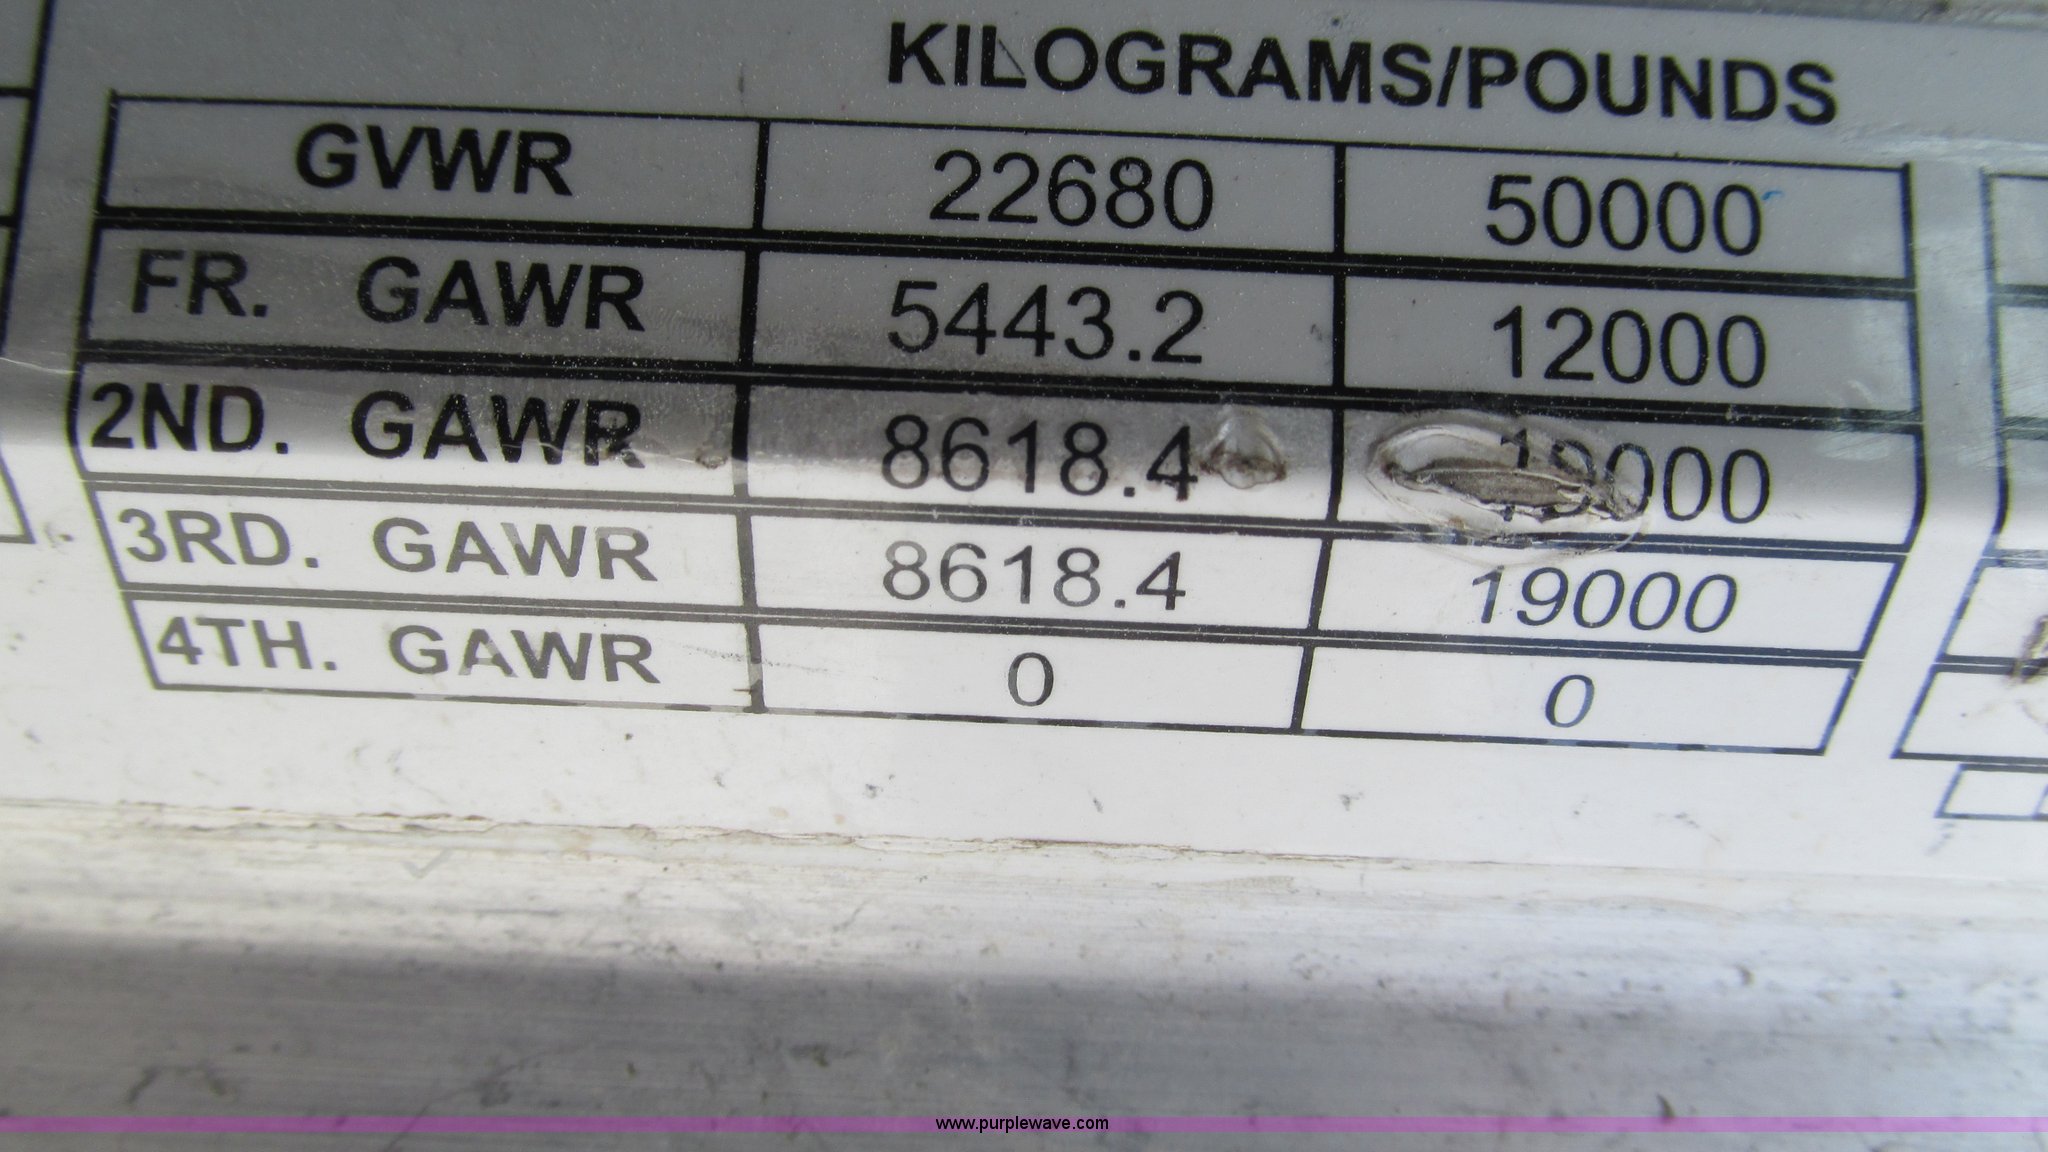 KILOGRAMS/POUNDS
GVWR 22680 50000
FR. GAWR 5443.2 12000
2ND. GAWR 8618.4 19000
3RD. GAWR 8618.4 19000
4TH. GAWR 0 0
www.purplewave.com